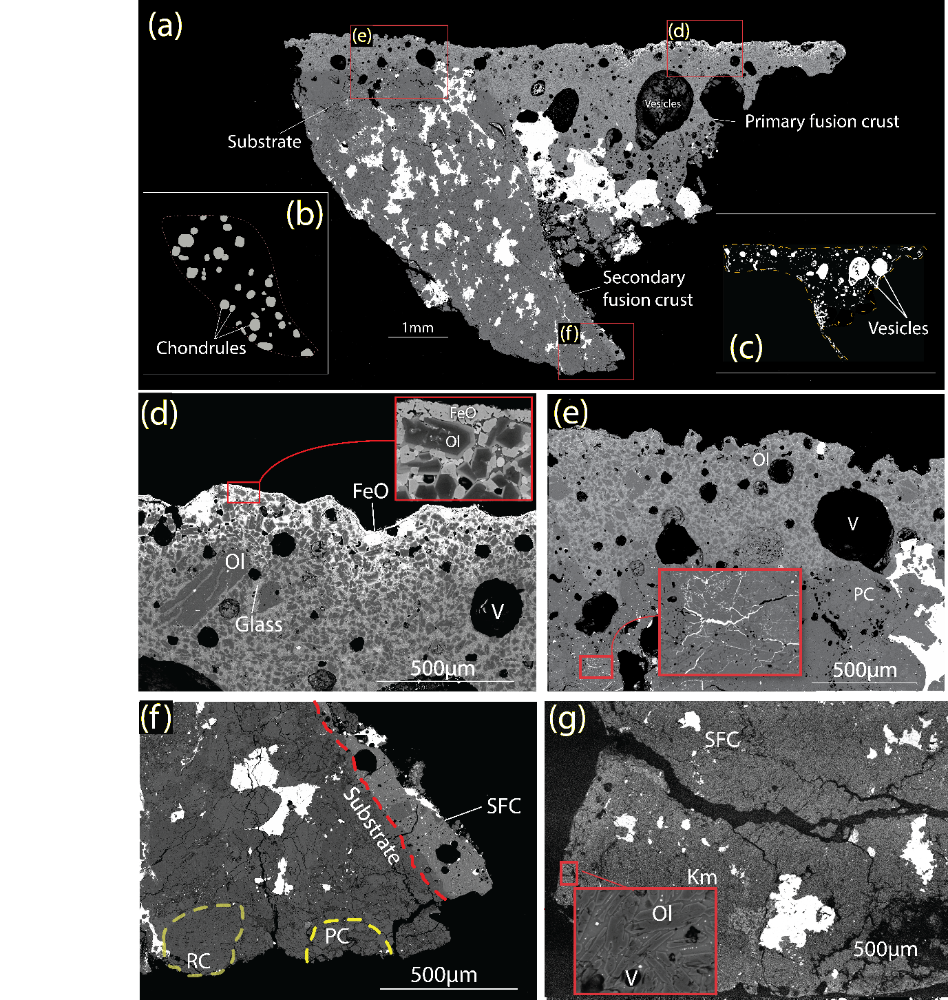 (a)
(e)
(d)
Vesicles
Primary fusion crust
Substrate
(b)
Chondrules
Secondary
fusion crust
1mm
(f)
(c)
Vesicles
(d)
FeO
Ol
FeO
Ol
Glass
V
500µm
(e)
Ol
V
PC
500µm
(f)
Substrate
SFC
RC
PC
500µm
(g)
SFC
Km
Ol
V
500µm